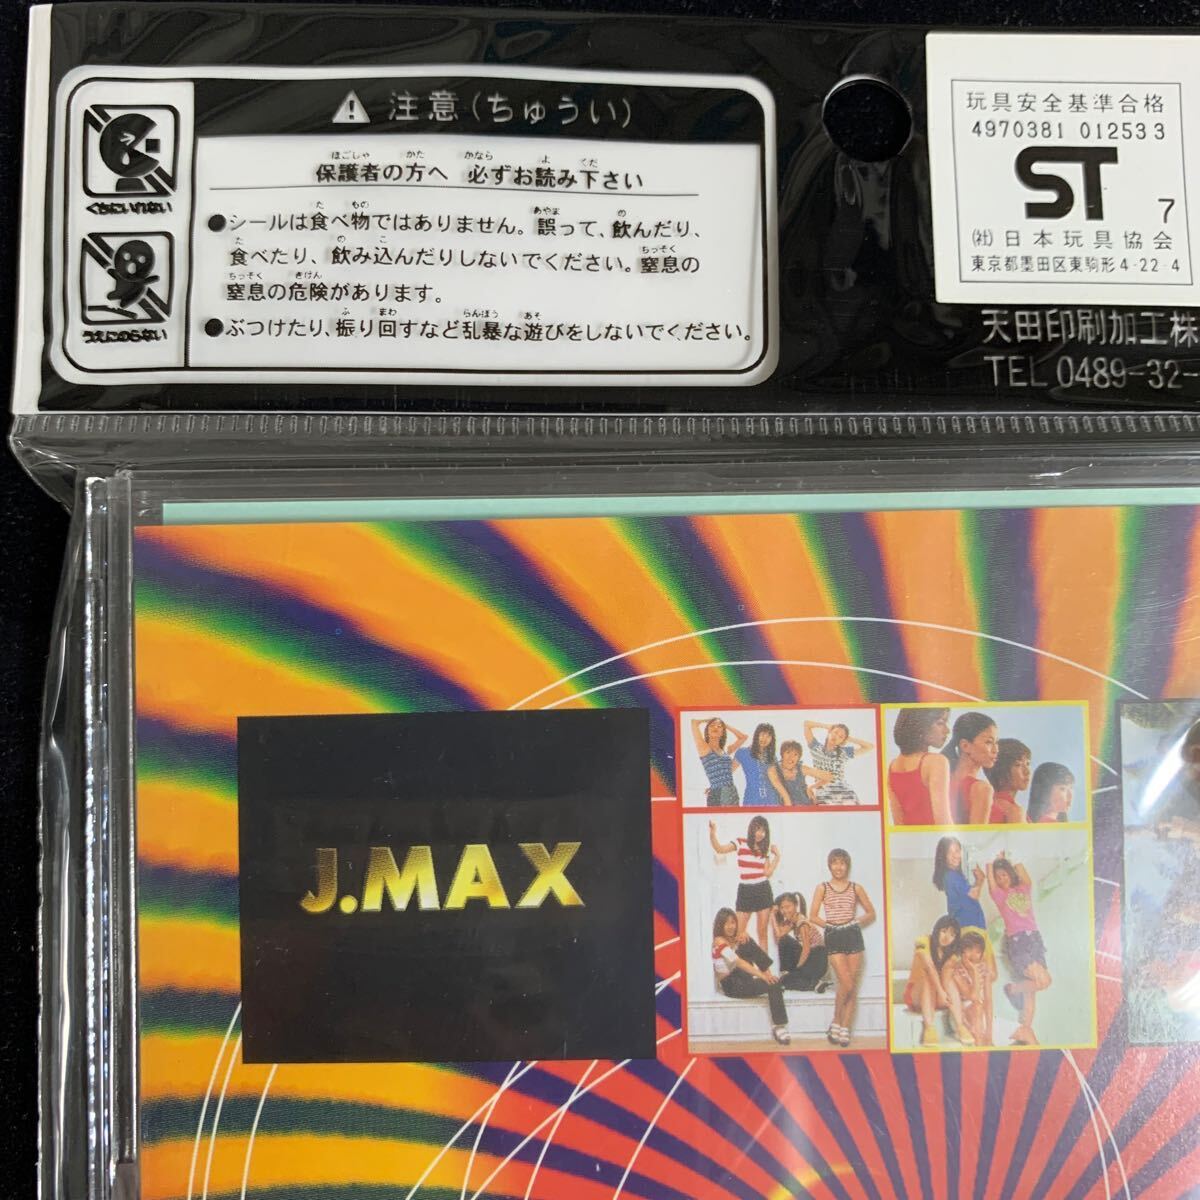 注意(ちゅうい)
保護者の方へ 必ずお読み下さい
●シールは食べ物ではありません。誤って、飲んだり、
食べたり、飲み込んだりしないでください。窒息の
窒息の危険があります。
●ぶつけたり、振り回すなど乱暴な遊びをしないでください。
くちにいれない
うえにのらない
玩具安全基準合格
4970381 012533
ST
7
㈳日本玩具協会
東京都墨田区東駒形4-22-4
天田印刷加工株
TEL 0489-32-
J.MAX